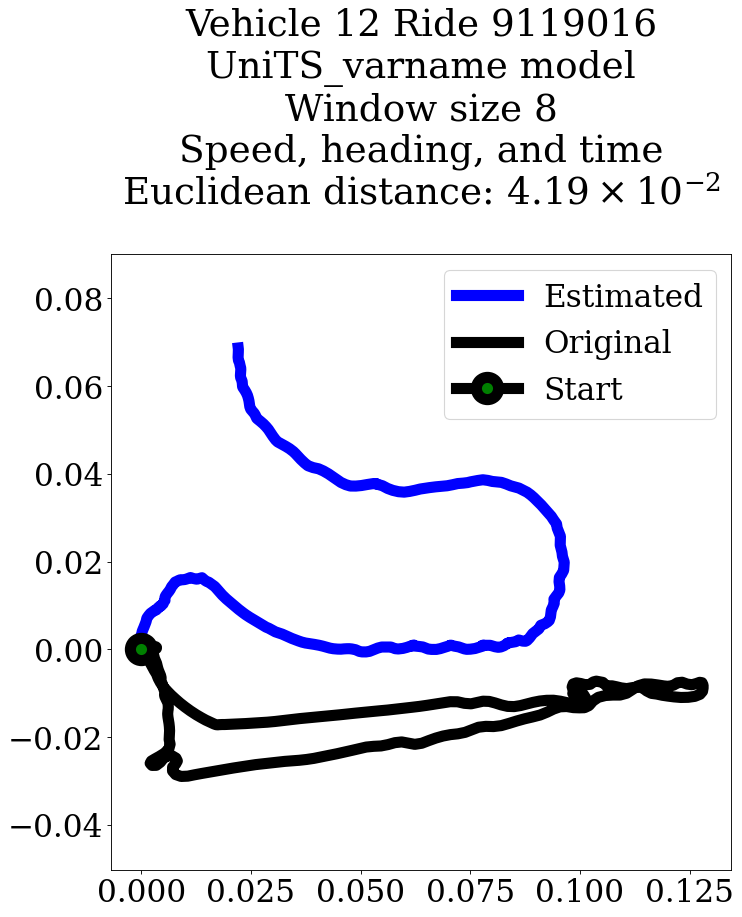 Vehicle 12 Ride 9119016
UniTS_varname model
Window size 8
Speed, heading, and time
Euclidean distance: 4.19 × 10⁻²
Estimated
Original
Start
0.08
0.06
0.04
0.02
0.00
−0.02
−0.04
0.000 0.025 0.050 0.075 0.100 0.125